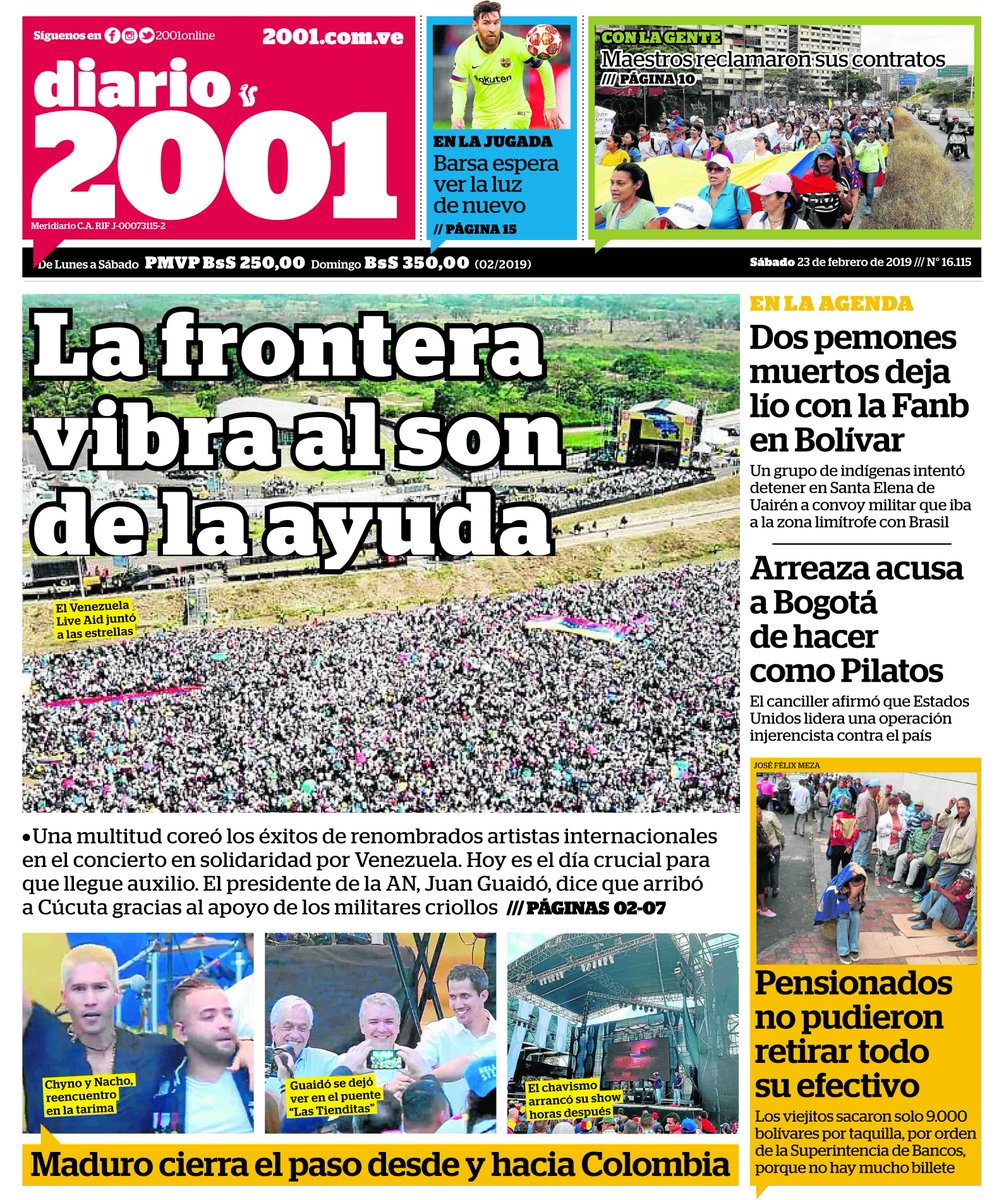 Síguenos en 2001online
2001.com.ve
diario
2001
Meridiario C.A. RIF J-00073115-2
rakuten
EN LA JUGADA
Barsa espera
ver la luz
de nuevo
// PÁGINA 15
CON LA GENTE
Maestros reclamaron sus contratos
/// PÁGINA 10
De Lunes a Sábado PMVP BsS 250,00 Domingo BsS 350,00 (02/2019)
Sábado 23 de febrero de 2019 /// N° 16.115
La frontera
vibra al son
de la ayuda
El Venezuela
Live Aid juntó
a las estrellas
•Una multitud coreó los éxitos de renombrados artistas internacionales
en el concierto en solidaridad por Venezuela. Hoy es el día crucial para
que llegue auxilio. El presidente de la AN, Juan Guaidó, dice que arribó
a Cúcuta gracias al apoyo de los militares criollos /// PÁGINAS 02-07
Chyno y Nacho,
reencuentro
en la tarima
Guaidó se dejó
ver en el puente
“Las Tienditas”
El chavismo
arrancó su show
horas después
Maduro cierra el paso desde y hacia Colombia
EN LA AGENDA
Dos pemones
muertos deja
lío con la Fanb
en Bolívar
Un grupo de indígenas intentó
detener en Santa Elena de
Uairén a convoy militar que iba
a la zona limítrofe con Brasil
Arreaza acusa
a Bogotá
de hacer
como Pilatos
El canciller afirmó que Estados
Unidos lidera una operación
injerencista contra el país
JOSÉ FÉLIX MEZA
Pensionados
no pudieron
retirar todo
su efectivo
Los viejitos sacaron solo 9.000
bolívares por taquilla, por orden
de la Superintencia de Bancos,
porque no hay mucho billete